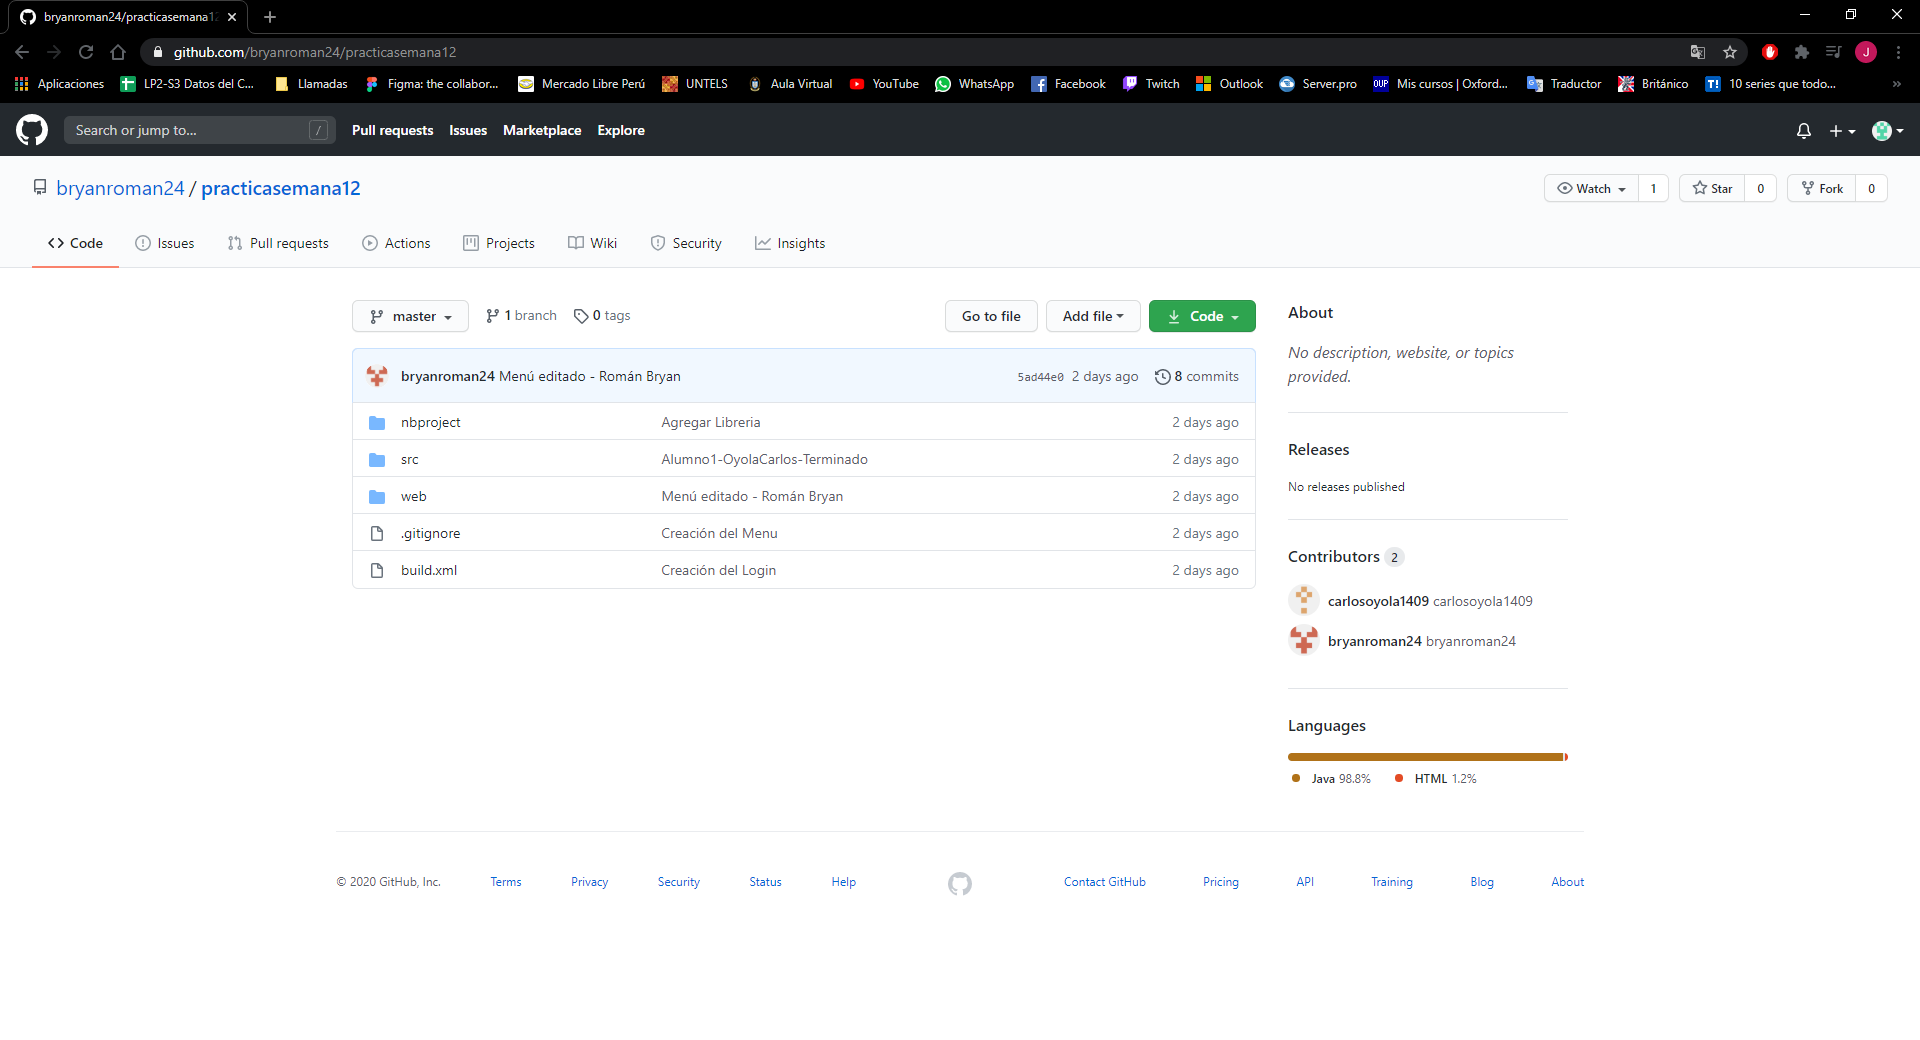 bryanroman24/practicasemana12
github.com/bryanroman24/practicasemana12
Aplicaciones LP2-S3 Datos del C... Llamadas Figma: the collabor... Mercado Libre Perú UNTELS Aula Virtual YouTube WhatsApp Facebook Twitch Outlook Server.pro OUP Mis cursos | Oxford... Traductor Británico T! 10 series que todo... »
J
Search or jump to... / Pull requests Issues Marketplace Explore
bryanroman24 / practicasemana12
Watch 1 Star 0 Fork 0
Code Issues Pull requests Actions Projects Wiki Security Insights
master 1 branch 0 tags Go to file Add file Code
bryanroman24 Menú editado - Román Bryan 5ad44e0 2 days ago 8 commits
nbproject Agregar Libreria 2 days ago
src Alumno1-OyolaCarlos-Terminado 2 days ago
web Menú editado - Román Bryan 2 days ago
.gitignore Creación del Menu 2 days ago
build.xml Creación del Login 2 days ago
About
No description, website, or topics
provided.
Releases
No releases published
Contributors 2
carlosoyola1409 carlosoyola1409
bryanroman24 bryanroman24
Languages
Java 98.8% HTML 1.2%
© 2020 GitHub, Inc. Terms Privacy Security Status Help Contact GitHub Pricing API Training Blog About